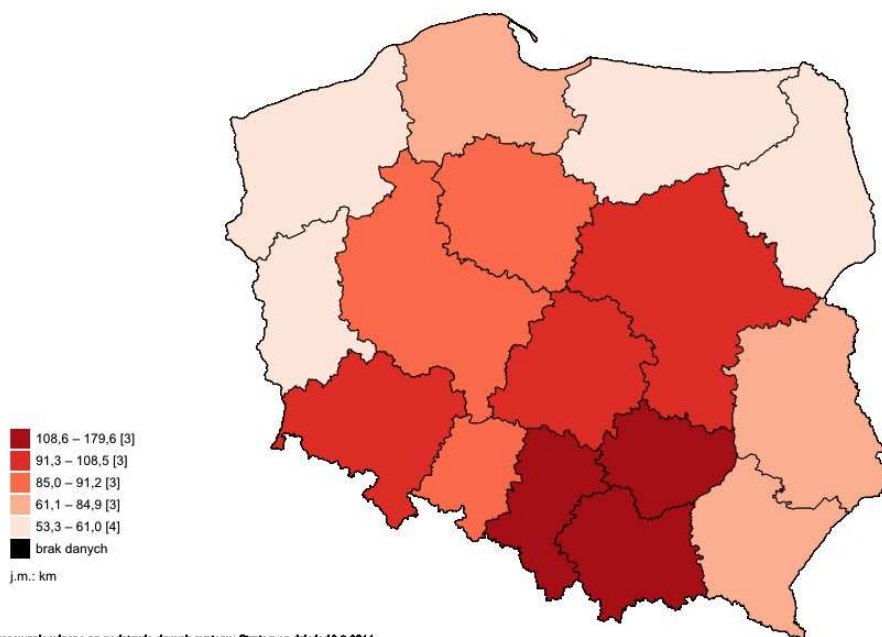 108,6 – 179,6 [3]
91,3 – 108,5 [3]
85,0 – 91,2 [3]
61,1 – 84,9 [3]
53,3 – 61,0 [4]
brak danych
j.m.: km